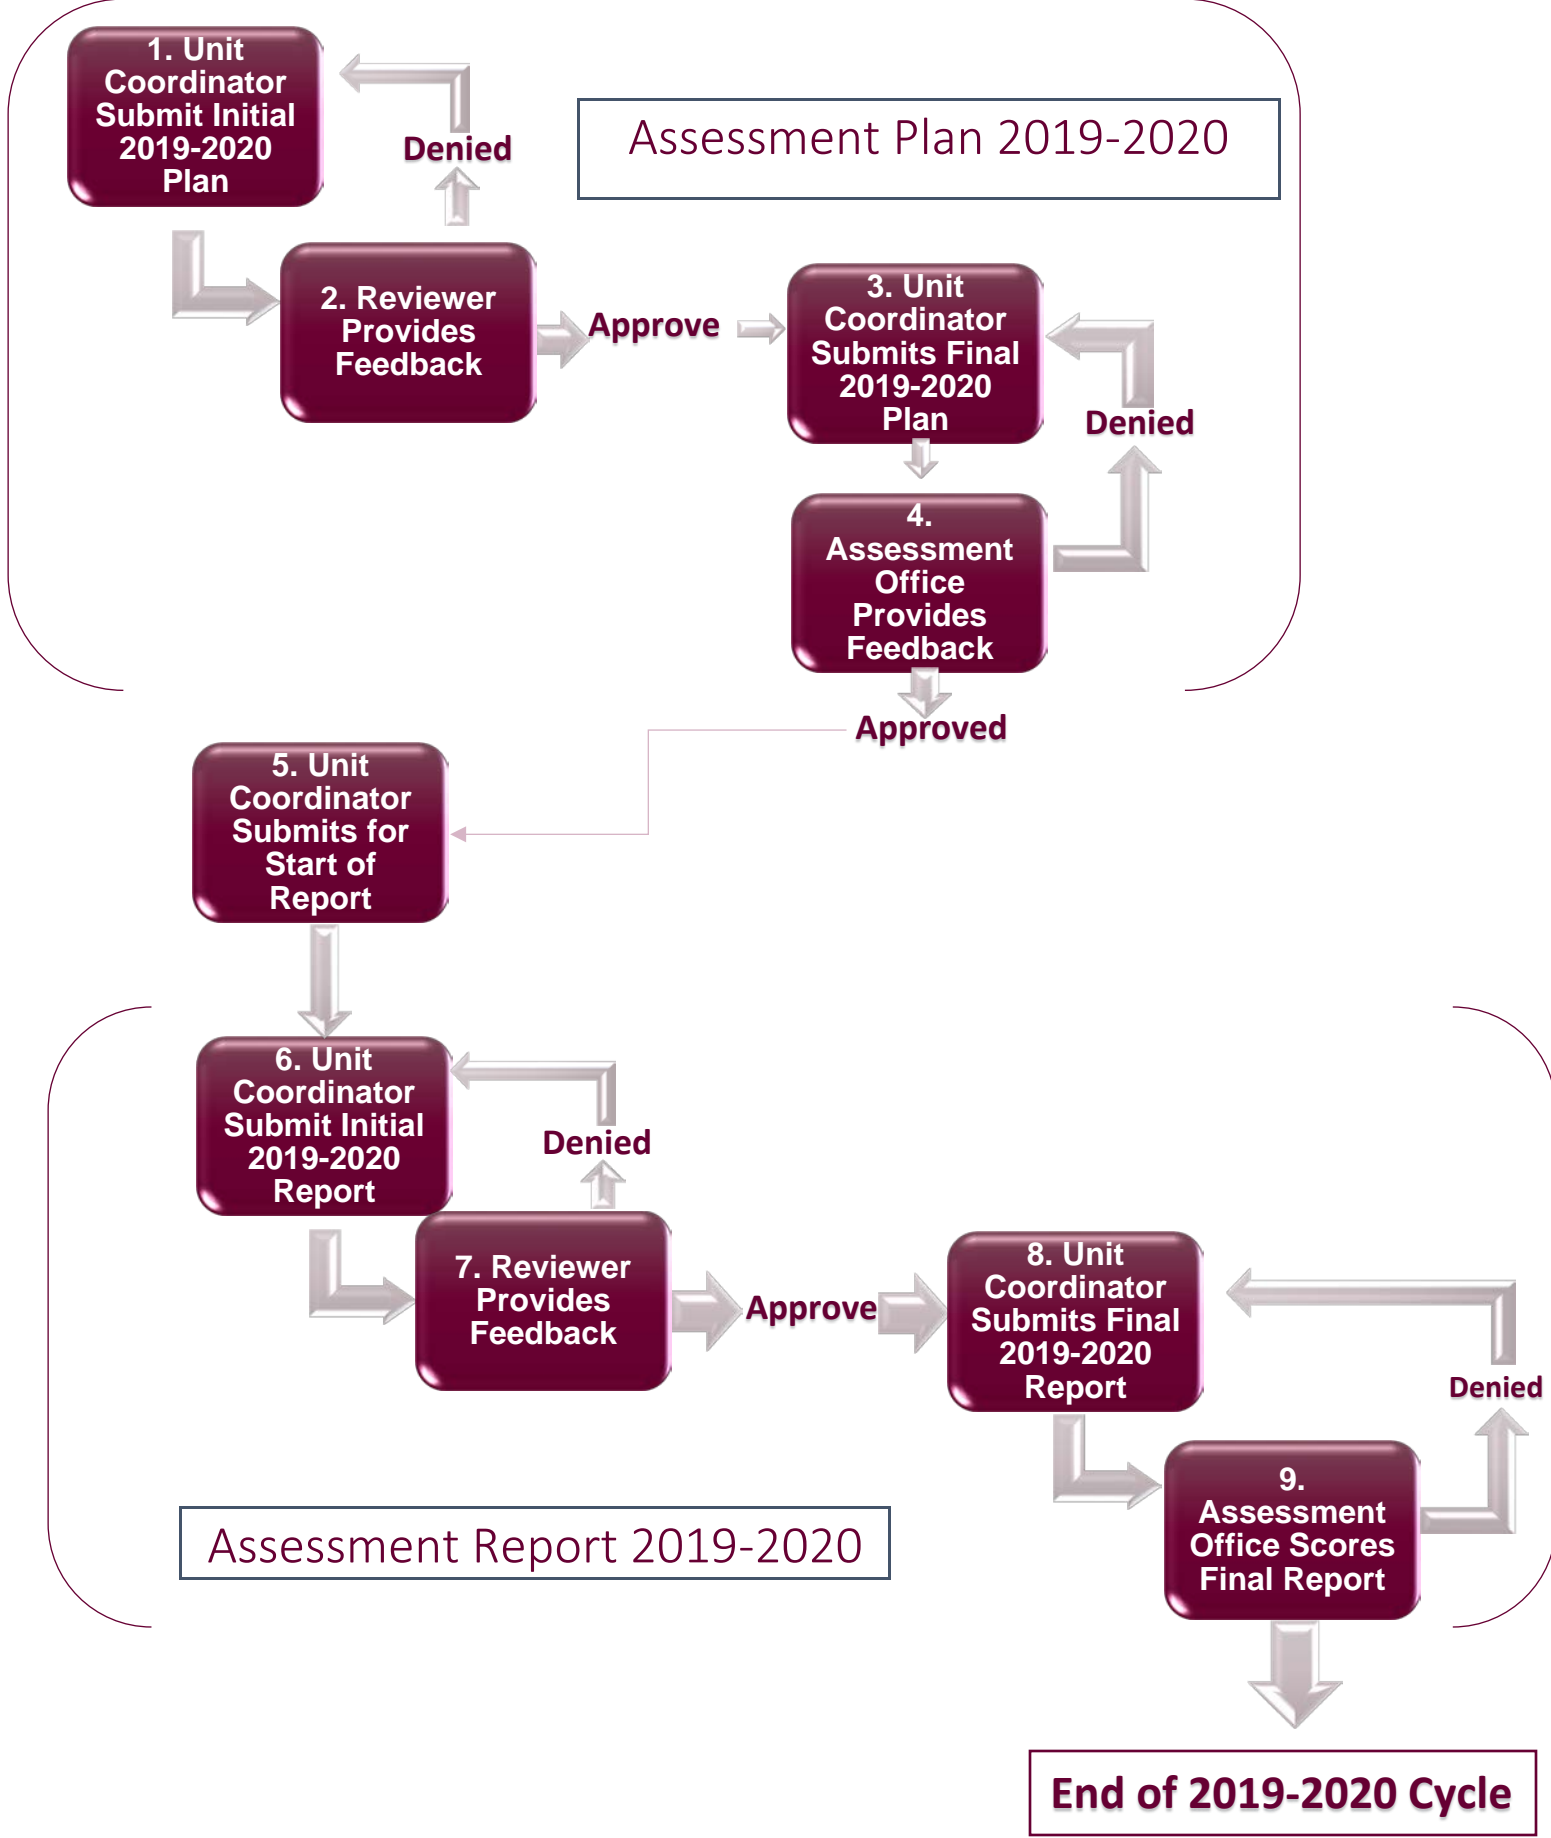 1. Unit
Coordinator
Submit Initial
2019-2020
Plan
Denied
Assessment Plan 2019-2020
2. Reviewer
Provides
Feedback
Approve
3. Unit
Coordinator
Submits Final
2019-2020
Plan
Denied
4.
Assessment
Office
Provides
Feedback
Approved
5. Unit
Coordinator
Submits for
Start of
Report
6. Unit
Coordinator
Submit Initial
2019-2020
Report
Denied
7. Reviewer
Provides
Feedback
Approve
8. Unit
Coordinator
Submits Final
2019-2020
Report
Denied
9.
Assessment
Office Scores
Final Report
Assessment Report 2019-2020
End of 2019-2020 Cycle